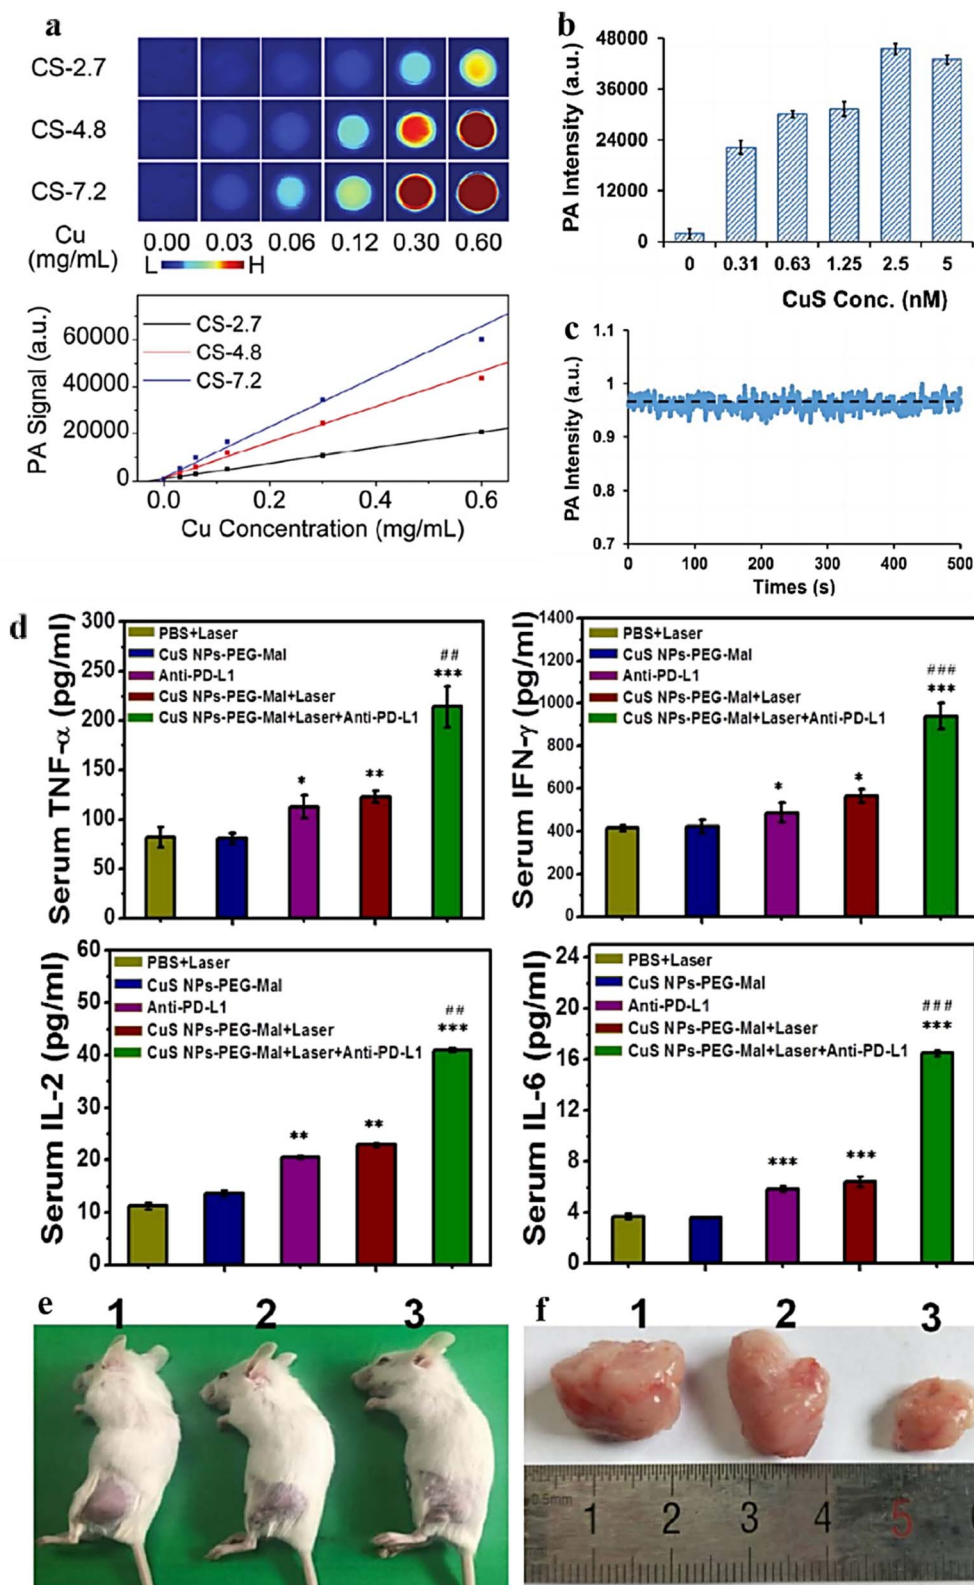 a
CS-2.7
CS-4.8
CS-7.2
Cu
(mg/mL)
0.00 0.03 0.06 0.12 0.30 0.60
L H
PA Signal (a.u.)
60000
40000
20000
0
CS-2.7
CS-4.8
CS-7.2
0.0 0.2 0.4 0.6
Cu Concentration (mg/mL)
b
PA Intensity (a.u.)
48000
36000
24000
12000
0
0 0.31 0.63 1.25 2.5 5
CuS Conc. (nM)
c
PA Intensity (a.u.)
1.1
1
0.9
0.8
0.7
0 100 200 300 400 500
Times (s)
d
Serum TNF-α (pg/ml)
300
250
200
150
100
50
0
PBS+Laser
CuS NPs-PEG-Mal
Anti-PD-L1
CuS NPs-PEG-Mal+Laser
CuS NPs-PEG-Mal+Laser+Anti-PD-L1
*
**
##
***
Serum IFN-γ (pg/ml)
1400
1200
1000
800
600
400
200
0
PBS+Laser
CuS NPs-PEG-Mal
Anti-PD-L1
CuS NPs-PEG-Mal+Laser
CuS NPs-PEG-Mal+Laser+Anti-PD-L1
*
*
###
***
Serum IL-2 (pg/ml)
60
50
40
30
20
10
0
PBS+Laser
CuS NPs-PEG-Mal
Anti-PD-L1
CuS NPs-PEG-Mal+Laser
CuS NPs-PEG-Mal+Laser+Anti-PD-L1
**
**
##
***
Serum IL-6 (pg/ml)
24
20
16
12
8
4
0
PBS+Laser
CuS NPs-PEG-Mal
Anti-PD-L1
CuS NPs-PEG-Mal+Laser
CuS NPs-PEG-Mal+Laser+Anti-PD-L1
***
***
###
***
e
1 2 3
f
1 2 3
0.5mm
1 2 3 4 5